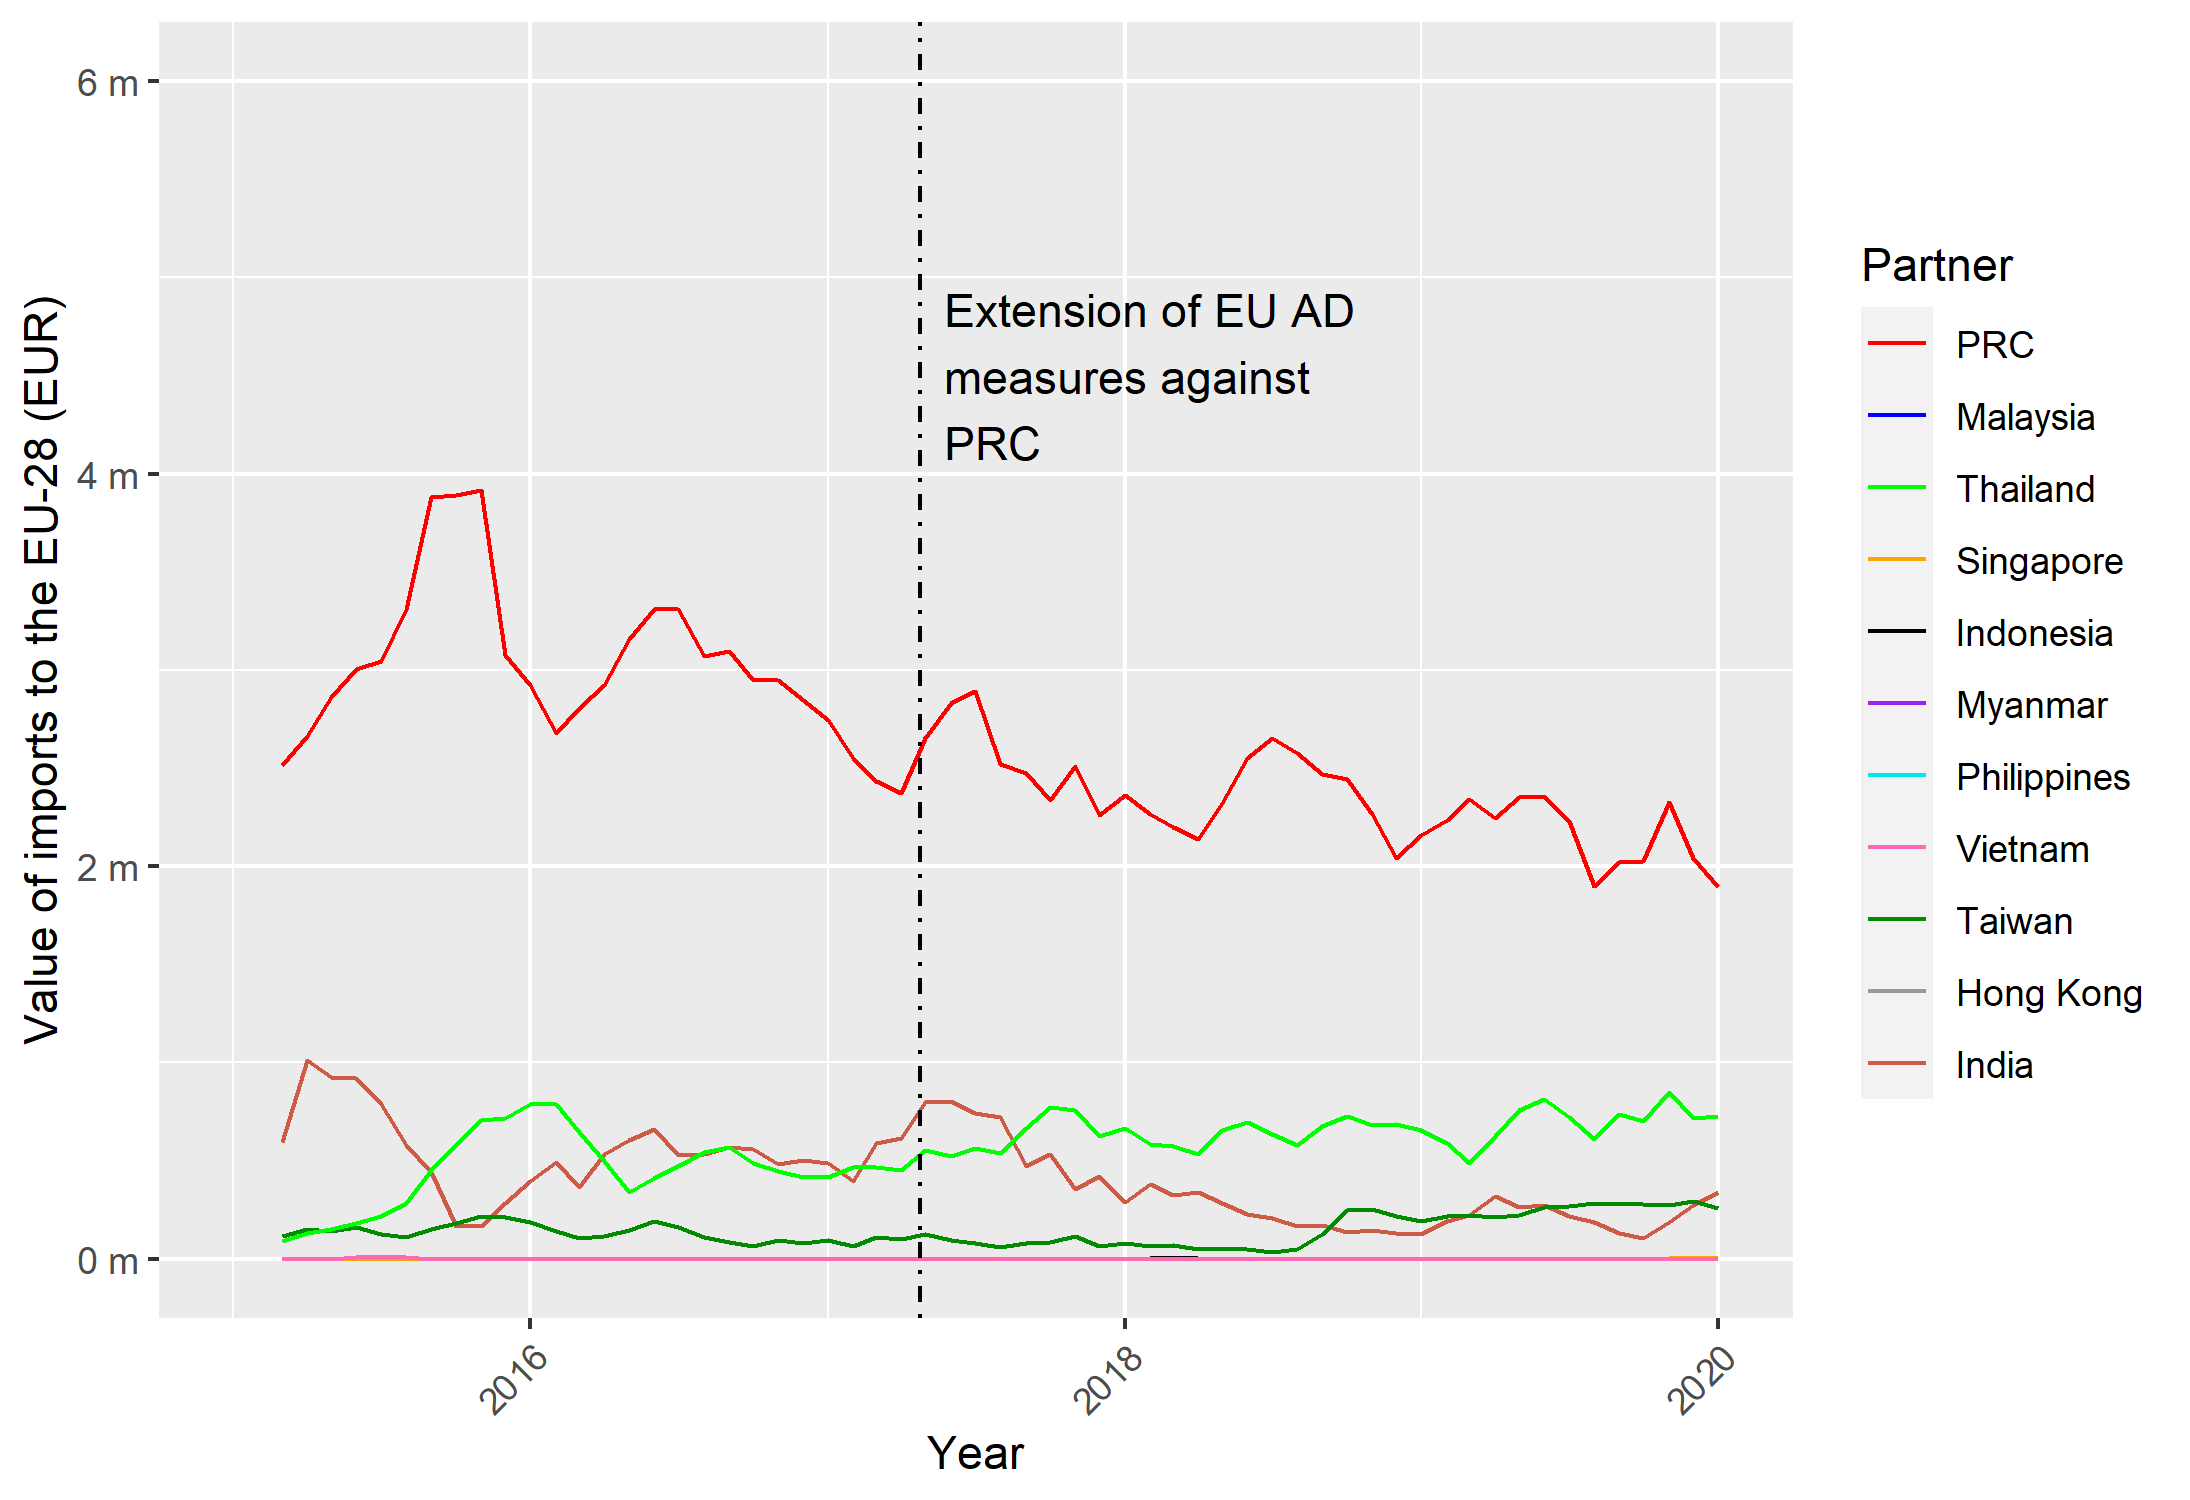 6 m
4 m
2 m
0 m
Value of imports to the EU-28 (EUR)
Extension of EU AD
measures against
PRC
2016
2018
2020
Year
Partner
PRC
Malaysia
Thailand
Singapore
Indonesia
Myanmar
Philippines
Vietnam
Taiwan
Hong Kong
India